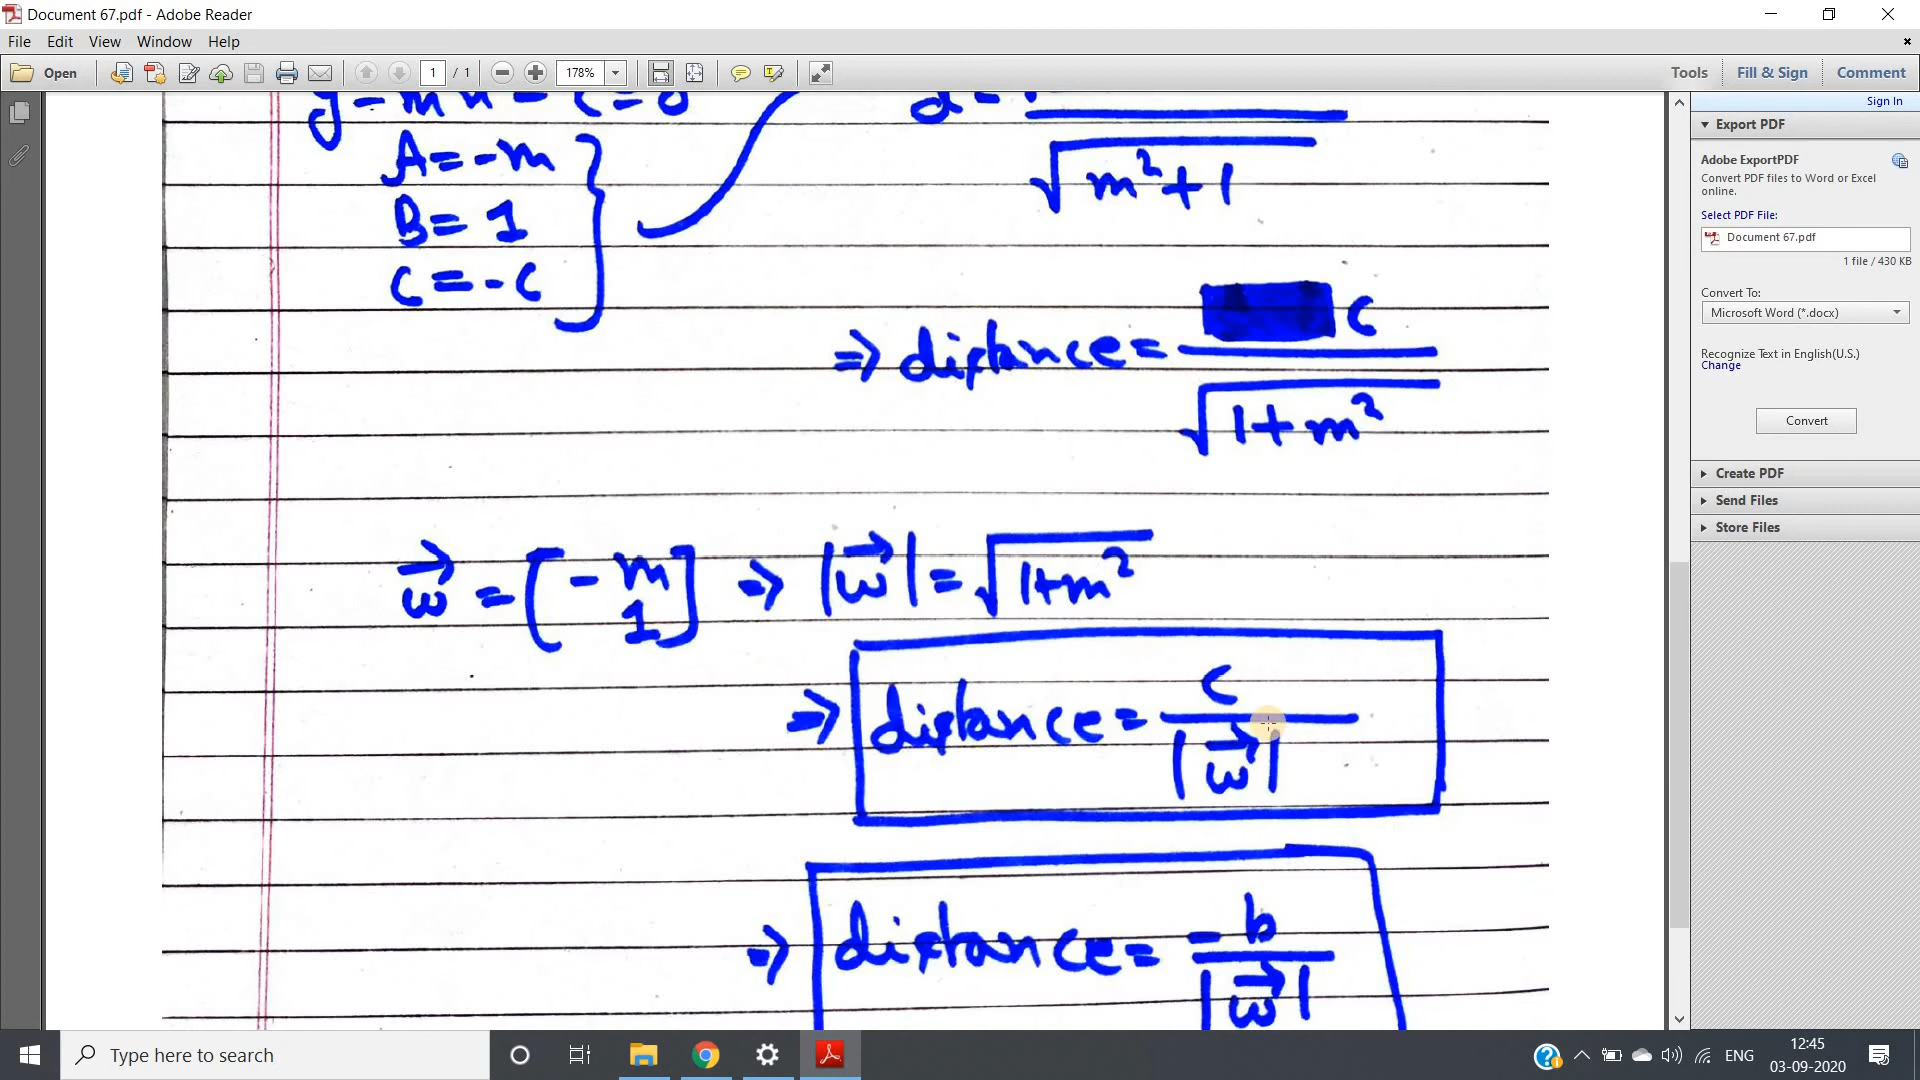 Document 67.pdf - Adobe Reader
File Edit View Window Help
Open 1 / 1 178% Tools Fill & Sign Comment
Sign In
Export PDF
Adobe ExportPDF
Convert PDF files to Word or Excel
online.
Select PDF File:
Document 67.pdf
1 file / 430 KB
Convert To:
Microsoft Word (*.docx)
Recognize Text in English(U.S.)
Change
Convert
Create PDF
Send Files
Store Files
y - mx - c = 0
A = -m
B = 1
C = -c
d =
√m²+1
⇒ distance = c
√1+m²
w⃗ = [-m
1] ⇒ |w⃗| = √1+m²
⇒ distance = c
|w⃗|
⇒ distance = -b
|w⃗|
Type here to search
ENG
12:45
03-09-2020